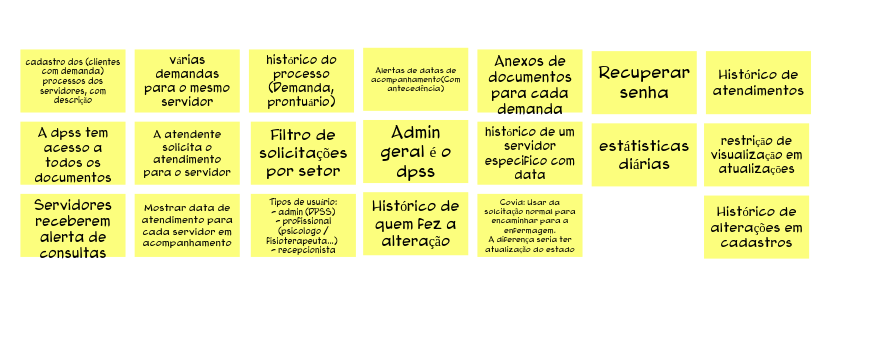 cadastro dos (clientes
com demanda)
processos dos
servidores, com
descrição
várias
demandas
para o mesmo
servidor
histórico do
processo
(Demanda,
prontuário)
Alertas de datas de
acompanhamento(Com
antecedência)
Anexos de
documentos
para cada
demanda
Recuperar
senha
Histórico de
atendimentos
A dpss tem
acesso a
todos os
documentos
A atendente
solicita o
atendimento
para o servidor
Filtro de
solicitações
por setor
Admin
geral é o
dpss
histórico de um
servidor
especifico com
data
estátisticas
diárias
restrição de
visualização em
atualizações
Servidores
receberem
alerta de
consultas
Mostrar data de
atendimento para
cada servidor em
acompanhamento
Tipos de usuário:
- admin (DPSS)
- profissional
(psicologo /
fisioterapeuta...)
- recepcionista
Histórico de
quem fez a
alteração
Covid: Usar da
solcitação normal para
encaminhar para a
enfermagem.
A diferença seria ter
atualização do estado
Histórico de
alterações em
cadastros